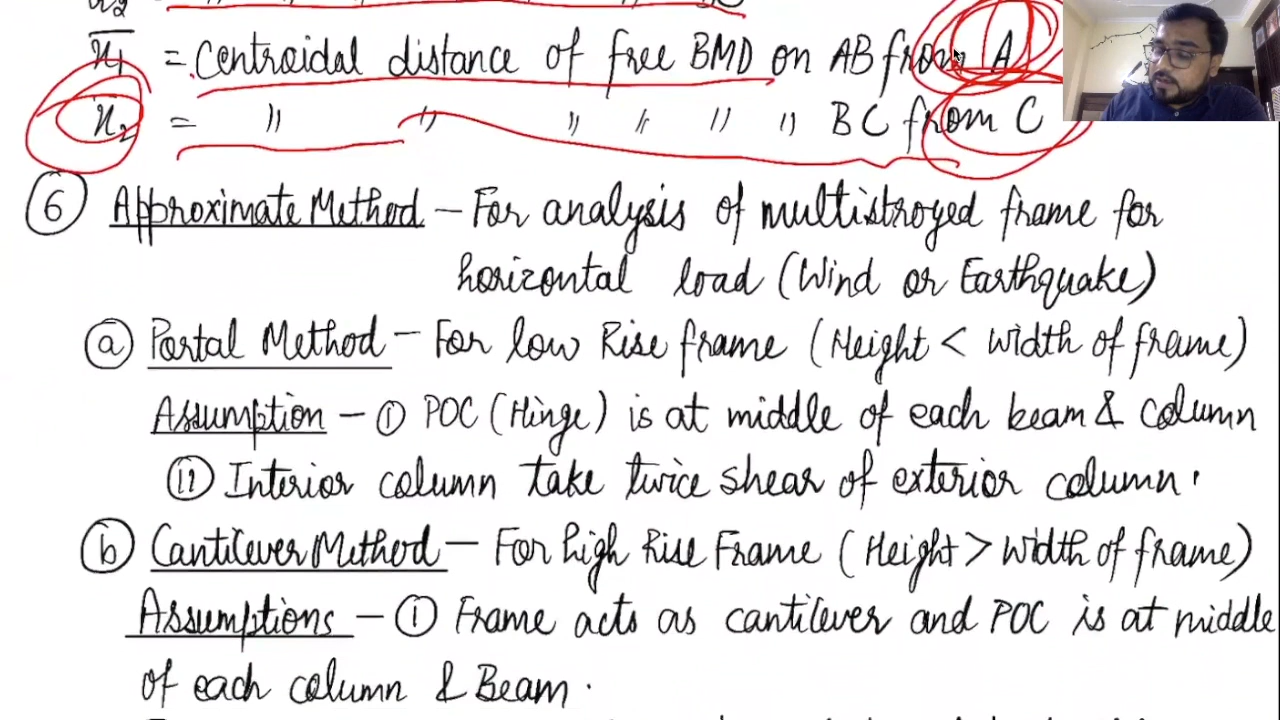 x̄1 = Centroidal distance of free BMD on AB from A
x̄2 = " " " " " " BC from C
⑥ Approximate Method - For analysis of multistroyed frame for
horizontal load (Wind or Earthquake)
ⓐ Portal Method - For low Rise frame (Height < width of frame)
Assumption - ① POC (Hinge) is at middle of each beam & column
ⓘⓘ Interior column take twice shear of exterior column.
ⓑ Cantilever Method - For high Rise Frame (Height > width of frame)
Assumptions - ① Frame acts as cantilever and POC is at middle
of each column & Beam.